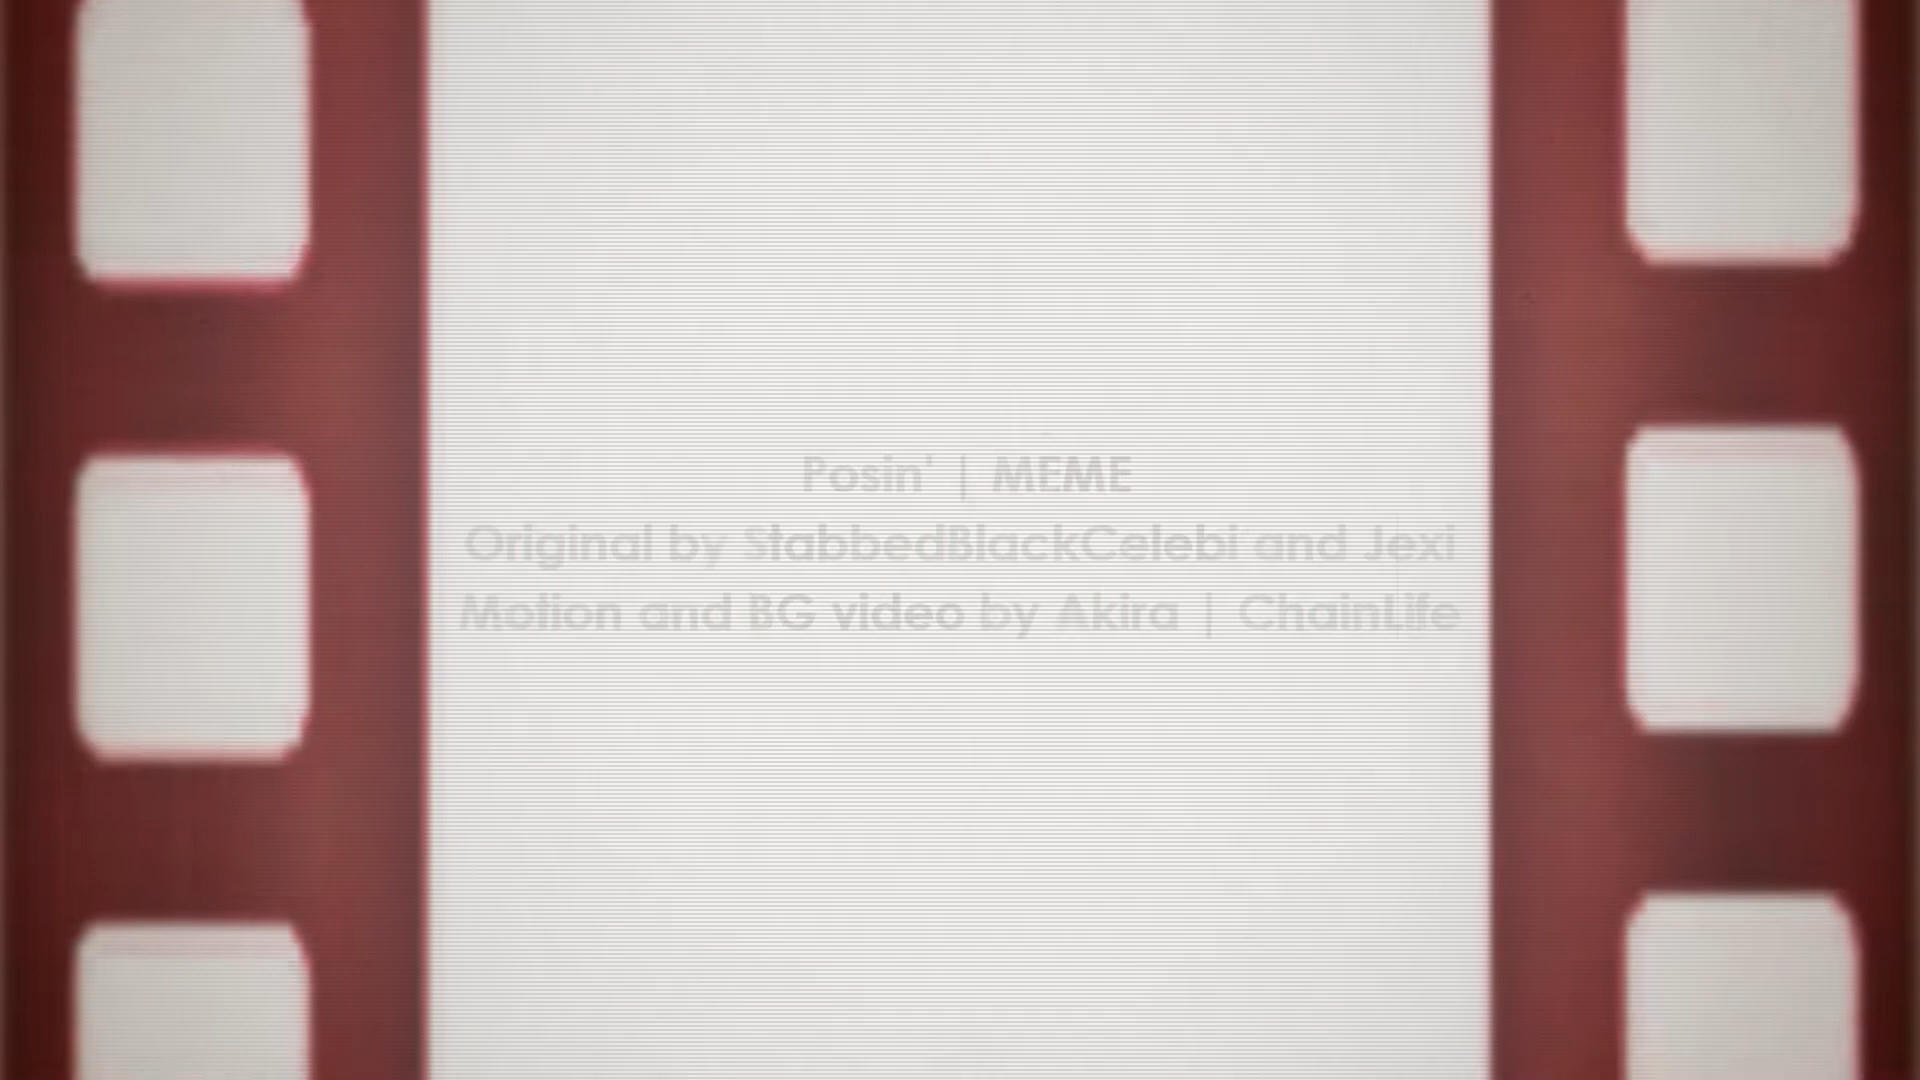 Posin' | MEME
Original by StabbedBlackCelebi and Jexi
Motion and BG video by Akira | ChainLife